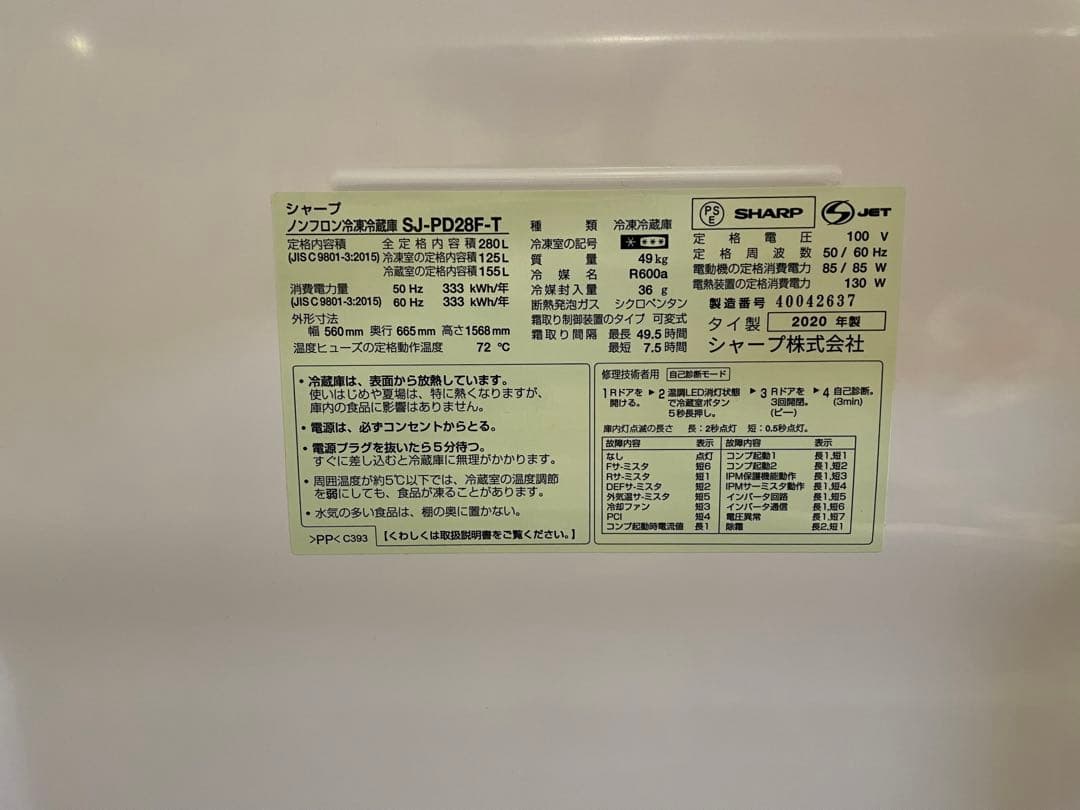 シャープ
ノンフロン冷凍冷蔵庫 SJ-PD28F-T
定格内容積 全定格内容積 280L
(JIS C 9801-3:2015) 冷凍室の定格内容積 125L
冷蔵室の定格内容積 155L
消費電力量 50 Hz 333 kWh/年
(JIS C 9801-3:2015) 60 Hz 333 kWh/年
外形寸法
幅 560mm 奥行 665mm 高さ 1568mm
温度ヒューズの定格動作温度 72 ℃
種類 冷凍冷蔵庫
冷凍室の記号
質量 49kg
冷媒名 R600a
冷媒封入量 36 g
断熱発泡ガス シクロペンタン
霜取り制御装置のタイプ 可変式
霜取り間隔 最長 49.5 時間
最短 7.5 時間
PS E SHARP S JET
定格電圧 100 V
定格周波数 50 / 60 Hz
電動機の定格消費電力 85 / 85 W
電熱装置の定格消費電力 130 W
製造番号 40042637
タイ製 2020 年製
シャープ株式会社
・冷蔵庫は、表面から放熱しています。
使いはじめや夏場は、特に熱くなりますが、
庫内の食品に影響はありません。
・電源は、必ずコンセントからとる。
・電源プラグを抜いたら5分待つ。
すぐに差し込むと冷蔵庫に無理がかかります。
・周囲温度が約5℃以下では、冷蔵室の温度調節
を弱にしても、食品が凍ることがあります。
・水気の多い食品は、棚の奥に置かない。
>PP< C393 【くわしくは取扱説明書をご覧ください。】
修理技術者用 自己診断モード
1 Rドアを開ける。 ▶ 2 温調LED消灯状態で冷蔵室ボタン5秒長押し。 ▶ 3 Rドアを3回開閉。(ピー) ▶ 4 自己診断。(3min)
庫内灯点滅の長さ 長：2秒点灯 短：0.5秒点灯。
故障内容 表示 故障内容 表示
なし 点灯 コンプ起動1 長1,短1
Fサーミスタ 短6 コンプ起動2 長1,短2
Rサーミスタ 短1 IPM保護機能動作 長1,短3
DEFサーミスタ 短2 IPMサーミスタ動作 長1,短4
外気温サーミスタ 短5 インバータ回路 長1,短5
冷却ファン 短3 インバータ通信 長1,短6
PCI 短4 電圧異常 長1,短7
コンプ起動時電流値 長1 除霜 長2,短1